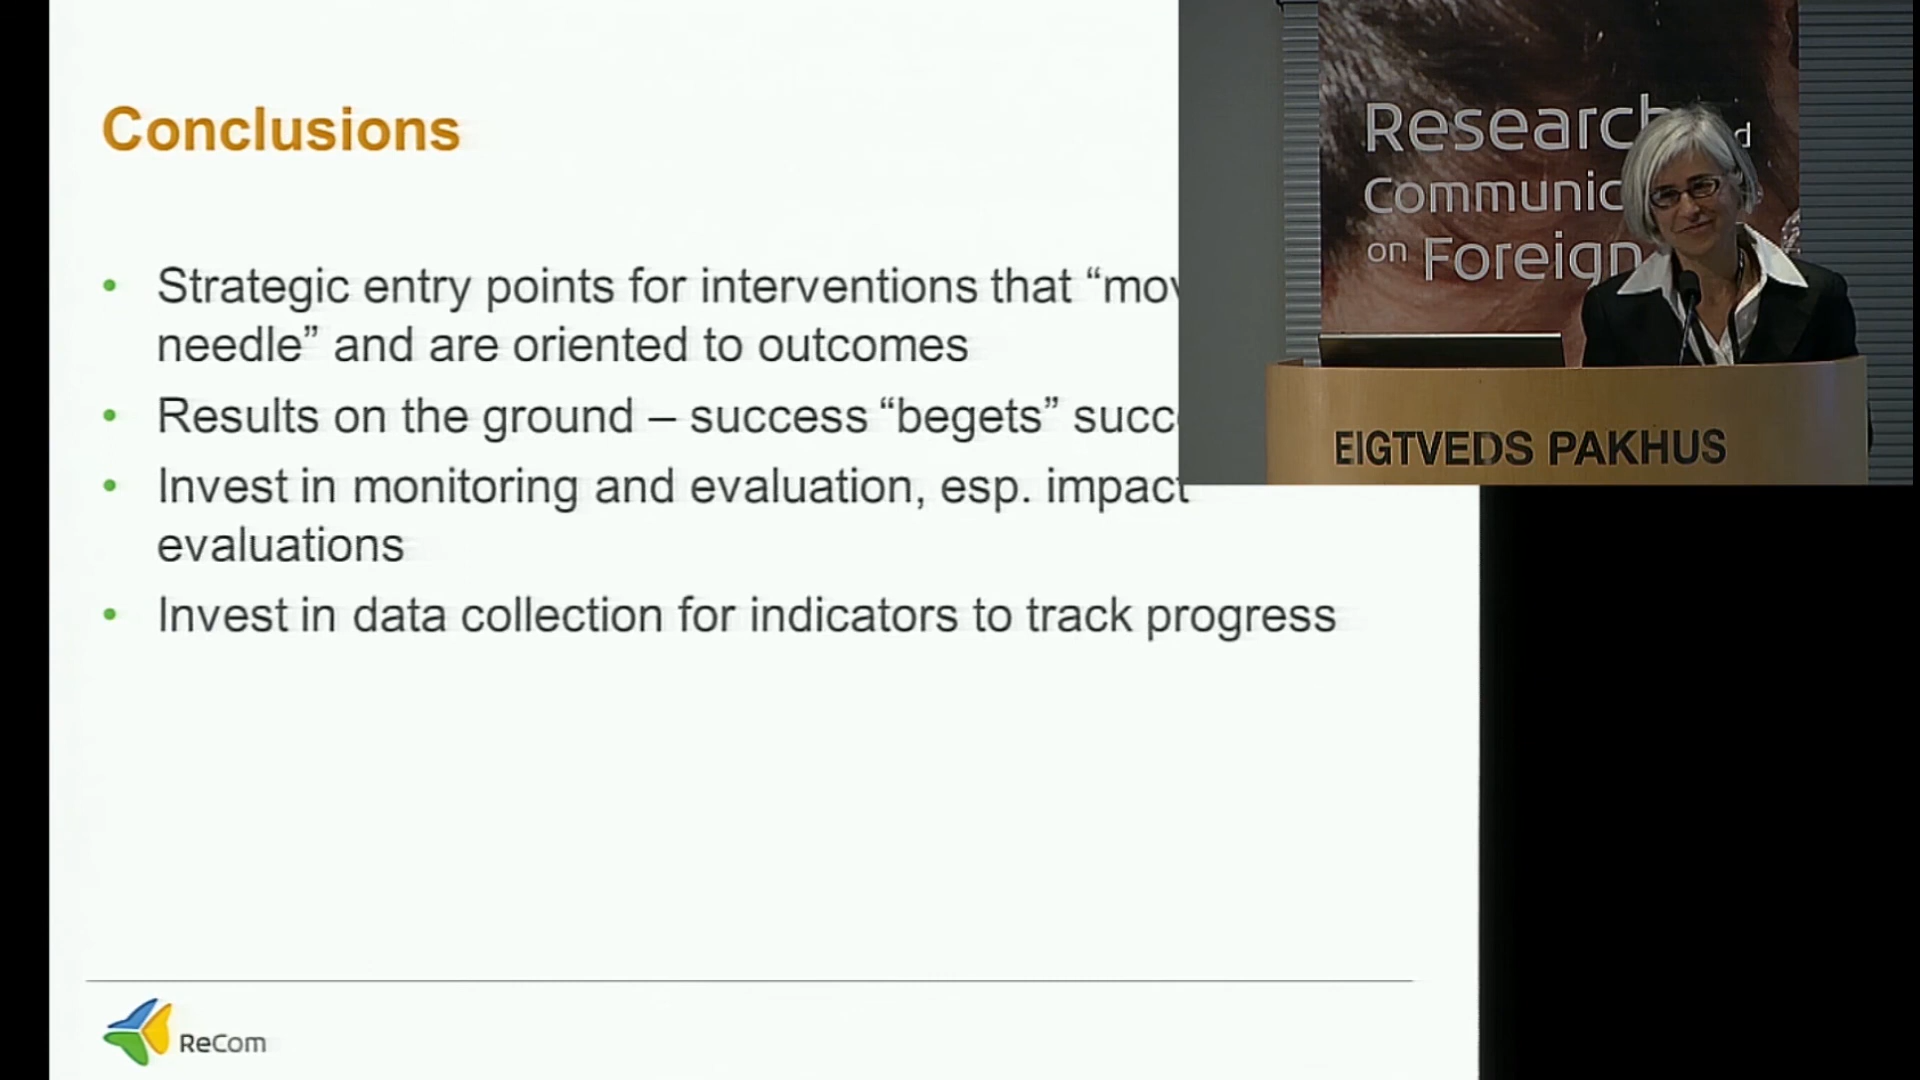 Conclusions
• Strategic entry points for interventions that “mov
needle” and are oriented to outcomes
• Results on the ground – success “begets” succ
• Invest in monitoring and evaluation, esp. impact
evaluations
• Invest in data collection for indicators to track progress
ReCom
Research d
Communic
on Foreign
EIGTVEDS PAKHUS